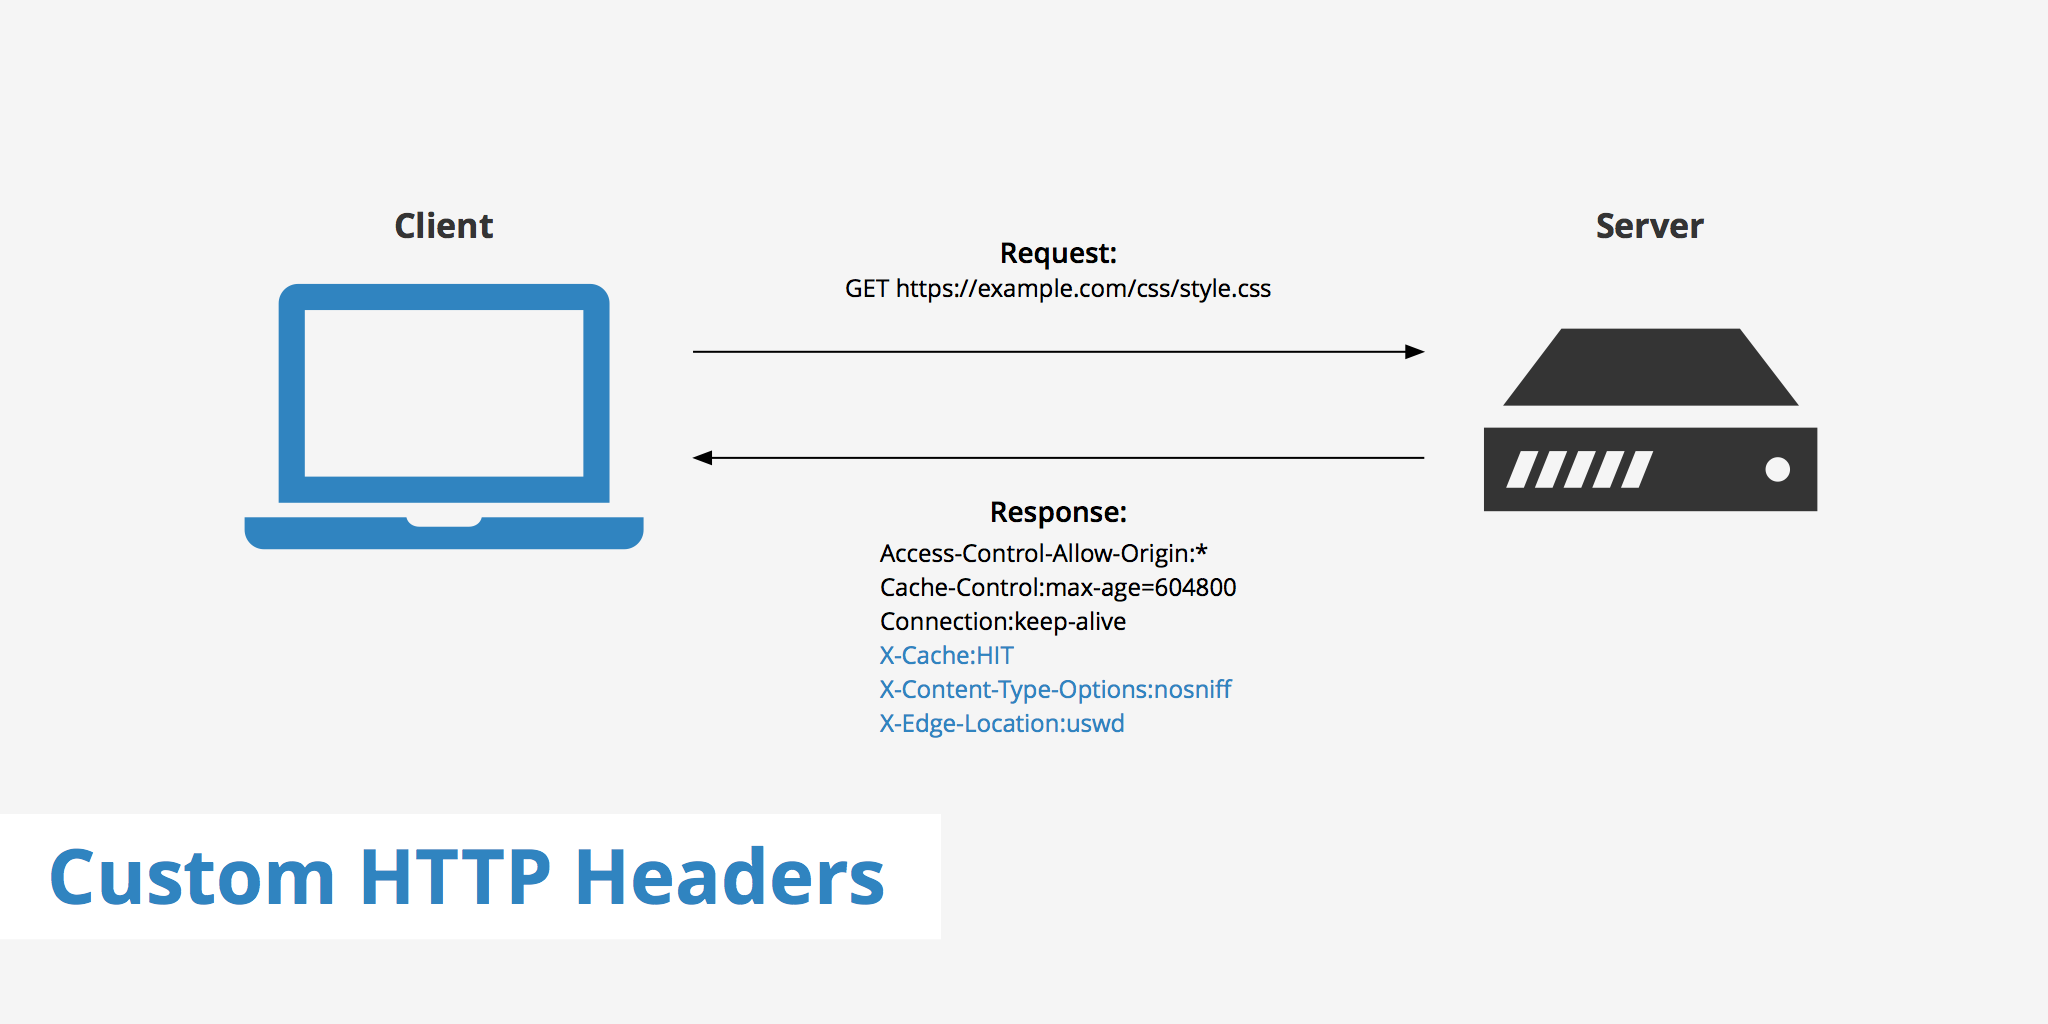 Client
Server
Request:
GET https://example.com/css/style.css
Response:
Access-Control-Allow-Origin:*
Cache-Control:max-age=604800
Connection:keep-alive
X-Cache:HIT
X-Content-Type-Options:nosniff
X-Edge-Location:uswd
Custom HTTP Headers